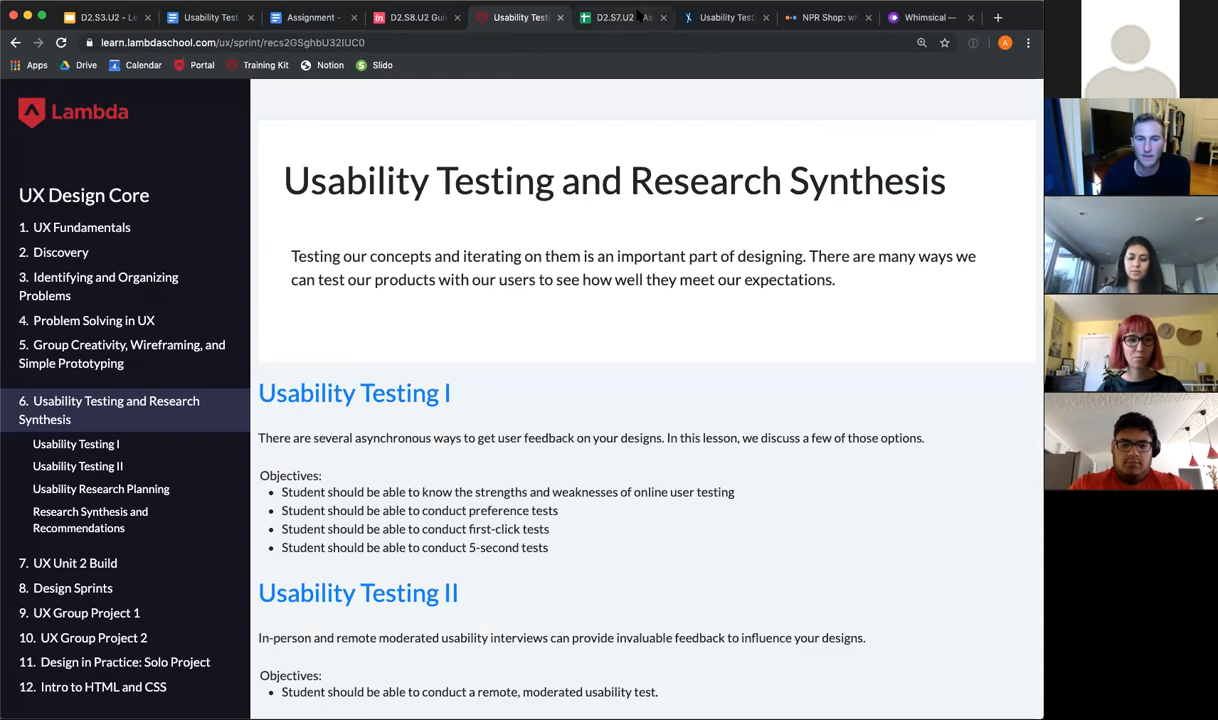 D2.S3.U2 - Le
Usability Test
Assignment -
D2.S8.U2 Gui
Usability Test
D2.S7.U2
Usability Test
NPR Shop: wh
Whimsical —
learn.lambdaschool.com/ux/sprint/recs2GSghbU32IUC0
A
Apps
Drive
Calendar
Portal
Training Kit
Notion
Slido
Lambda
UX Design Core
1. UX Fundamentals
2. Discovery
3. Identifying and Organizing
Problems
4. Problem Solving in UX
5. Group Creativity, Wireframing, and
Simple Prototyping
6. Usability Testing and Research
Synthesis
Usability Testing I
Usability Testing II
Usability Research Planning
Research Synthesis and
Recommendations
7. UX Unit 2 Build
8. Design Sprints
9. UX Group Project 1
10. UX Group Project 2
11. Design in Practice: Solo Project
12. Intro to HTML and CSS
Usability Testing and Research Synthesis
Testing our concepts and iterating on them is an important part of designing. There are many ways we
can test our products with our users to see how well they meet our expectations.
Usability Testing I
There are several asynchronous ways to get user feedback on your designs. In this lesson, we discuss a few of those options.
Objectives:
• Student should be able to know the strengths and weaknesses of online user testing
• Student should be able to conduct preference tests
• Student should be able to conduct first-click tests
• Student should be able to conduct 5-second tests
Usability Testing II
In-person and remote moderated usability interviews can provide invaluable feedback to influence your designs.
Objectives:
• Student should be able to conduct a remote, moderated usability test.